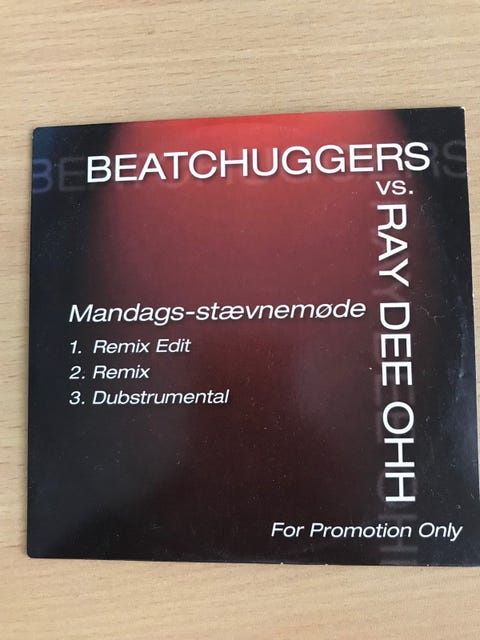 BEATCHUGGERS
vs.
RAY DEE OHH
Mandags-stævnemøde
1. Remix Edit
2. Remix
3. Dubstrumental
For Promotion Only